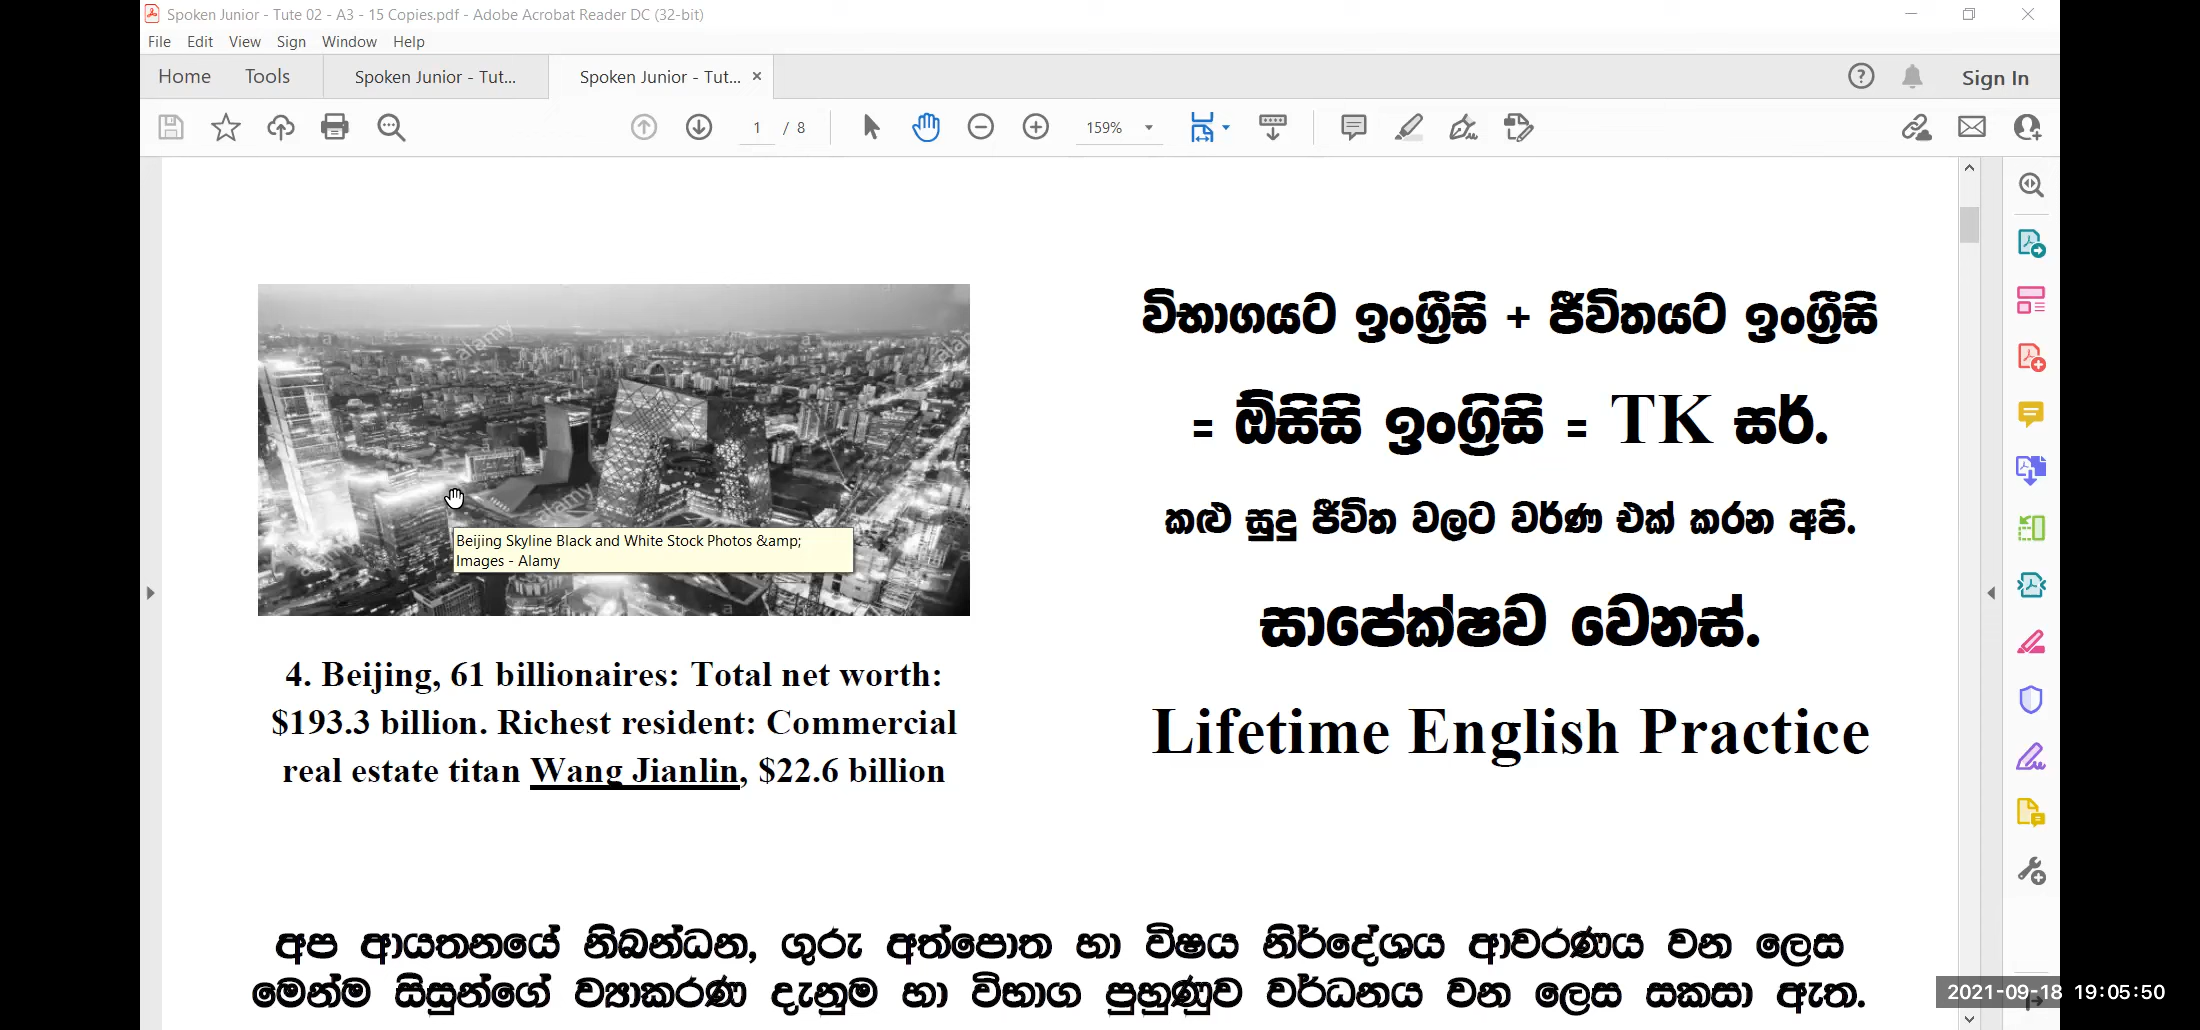 Spoken Junior - Tute 02 - A3 - 15 Copies.pdf - Adobe Acrobat Reader DC (32-bit)
File Edit View Sign Window Help
Home Tools Spoken Junior - Tut... Spoken Junior - Tut... × Sign In
1 / 8 159%
alamy
Beijing Skyline Black and White Stock Photos &amp;
Images - Alamy
4. Beijing, 61 billionaires: Total net worth:
$193.3 billion. Richest resident: Commercial
real estate titan Wang Jianlin, $22.6 billion
විභාගයට ඉංග්‍රීසි + ජීවිතයට ඉංග්‍රීසි
= ඕසිසි ඉංග්‍රිසි = TK සර්.
කළු සුදු ජීවිත වලට වර්ණ එක් කරන අපි.
සාපේක්ෂව වෙනස්.
Lifetime English Practice
අප ආයතනයේ නිබන්ධන, ගුරු අත්පොත හා විෂය නිර්දේශය ආවරණය වන ලෙස
මෙන්ම සිසුන්ගේ ව්‍යාකරණ දැනුම හා විභාග පුහුණුව වර්ධනය වන ලෙස සකසා ඇත.
2021-09-18 19:05:50